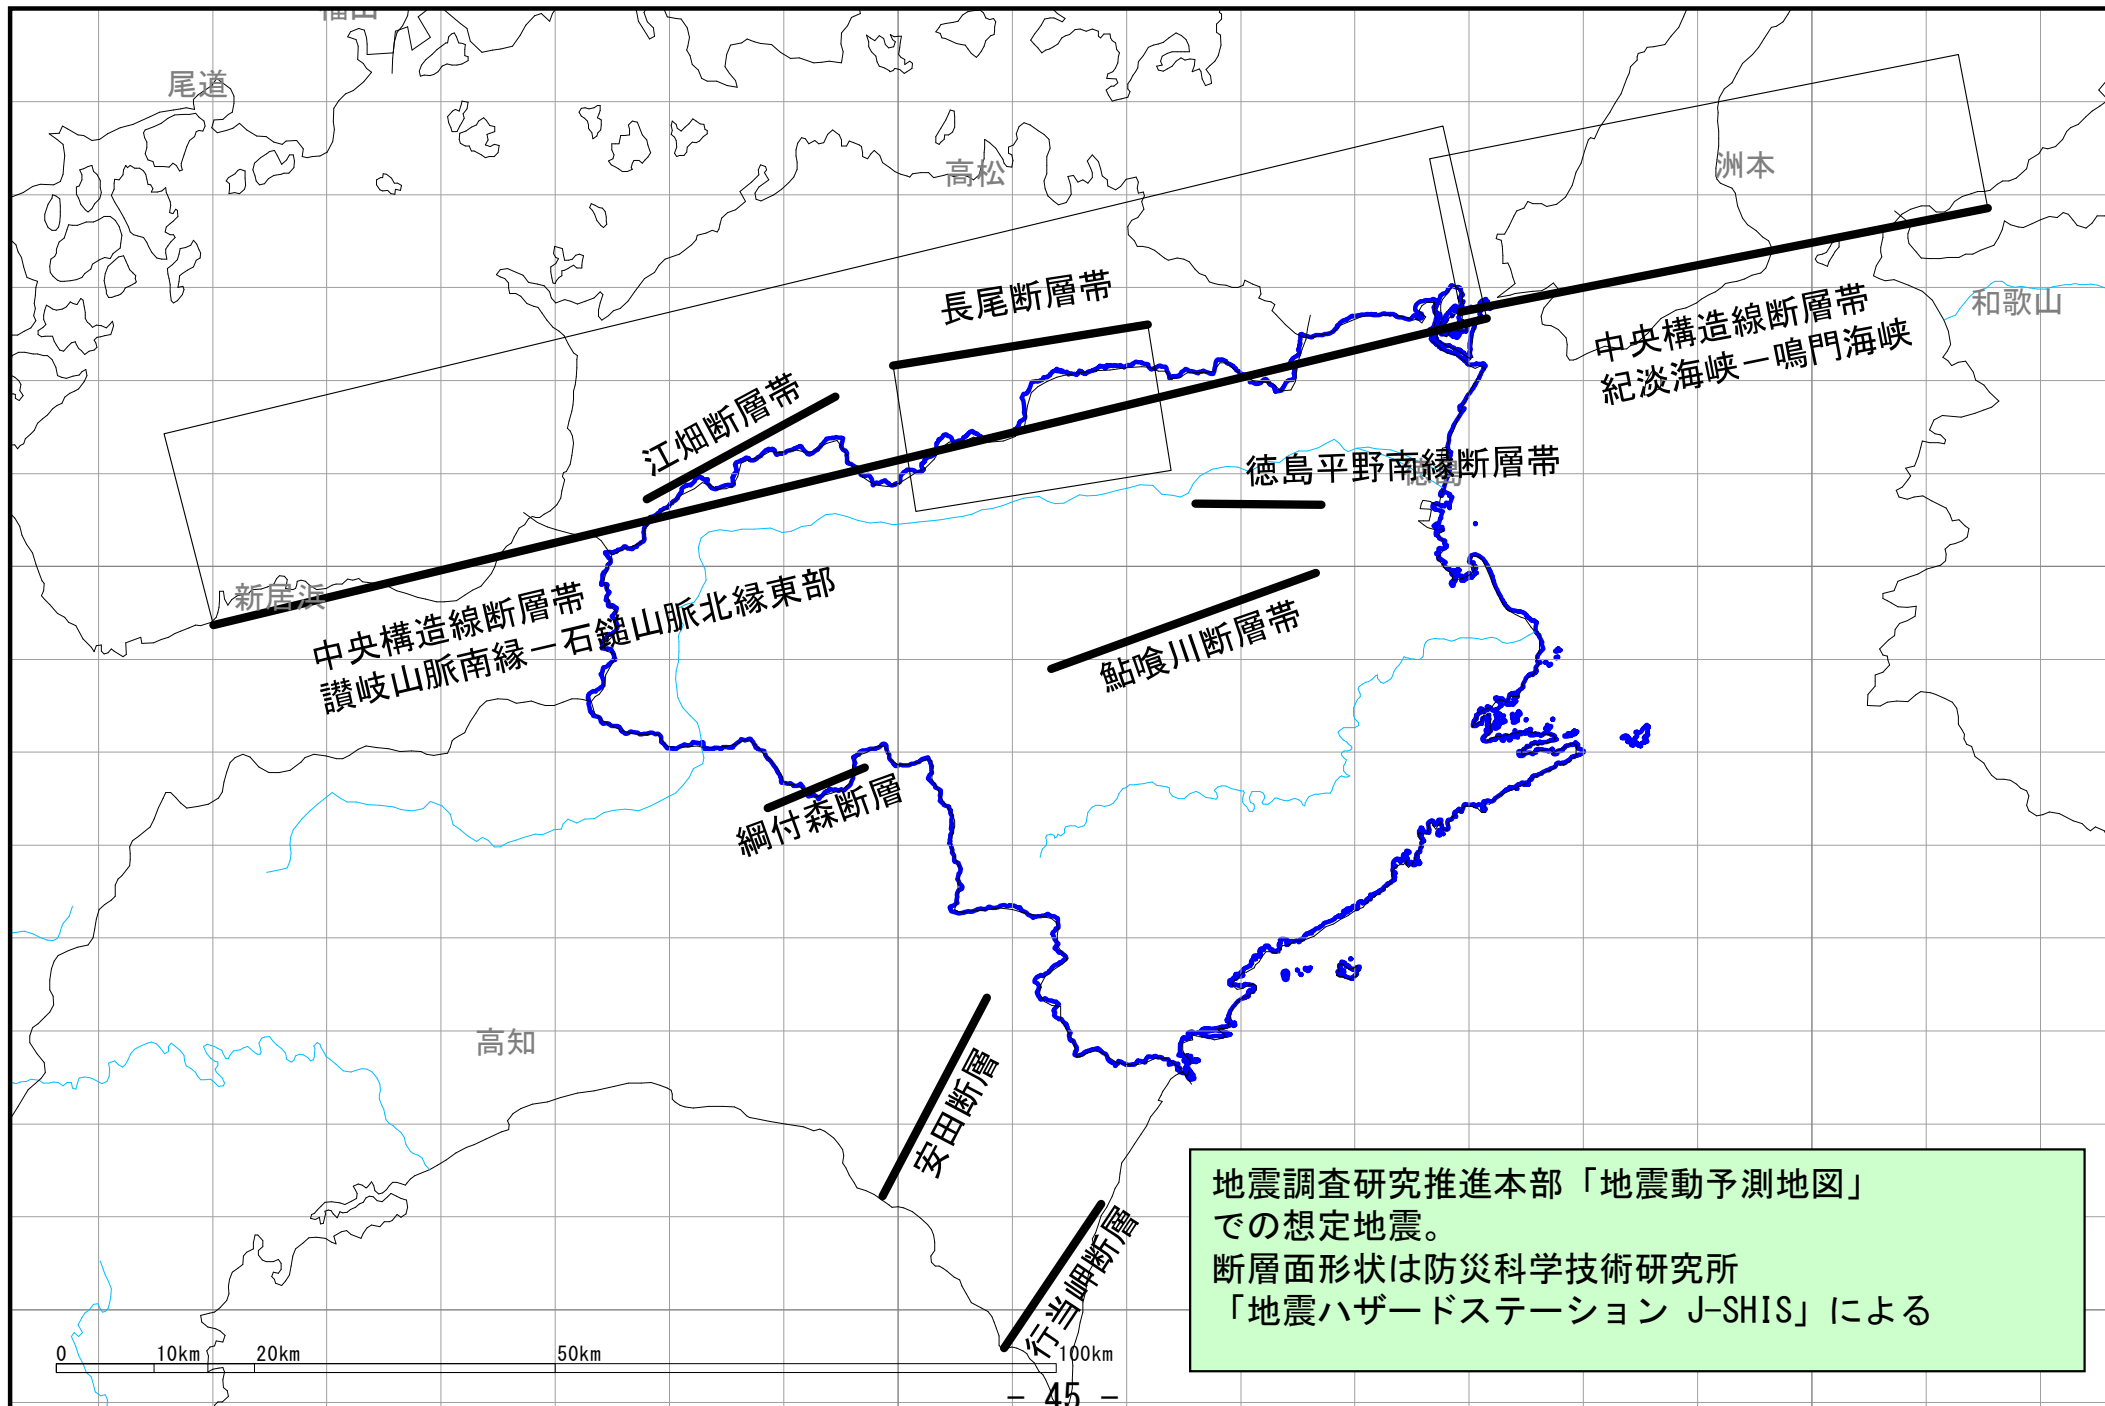 福山
尾道
高松
洲本
長尾断層帯
和歌山
中央構造線断層帯
紀淡海峡－鳴門海峡
江畑断層帯
徳島平野南縁断層帯
徳島
新居浜
中央構造線断層帯
讃岐山脈南縁－石鎚山脈北縁東部
鮎喰川断層帯
綱付森断層
高知
安田断層
行当岬断層
地震調査研究推進本部「地震動予測地図」
での想定地震。
断層面形状は防災科学技術研究所
「地震ハザードステーション J-SHIS」による
0 10km 20km 50km 100km
- 45 -